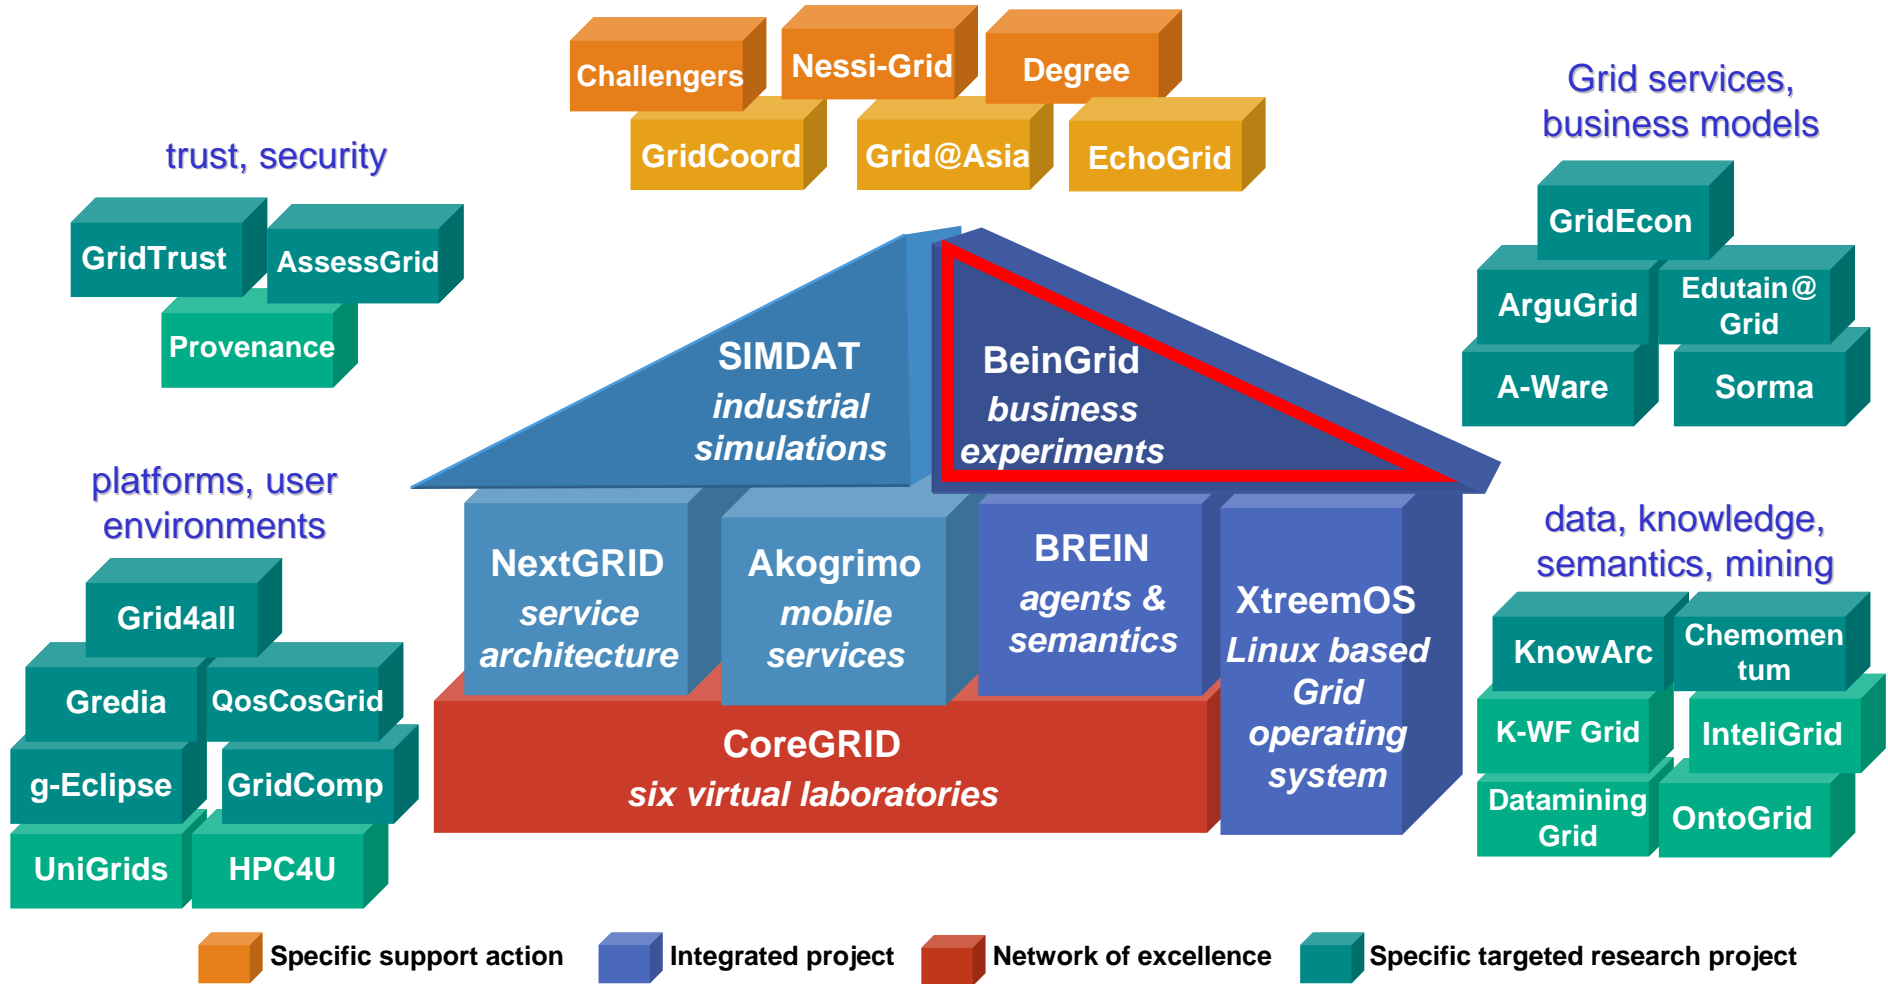 Challengers
Nessi-Grid
Degree
GridCoord
Grid@Asia
EchoGrid
trust, security
GridTrust
AssessGrid
Provenance
Grid services,
business models
GridEcon
ArguGrid
Edutain@
Grid
A-Ware
Sorma
SIMDAT
industrial
simulations
BeinGrid
business
experiments
platforms, user
environments
Grid4all
Gredia
QosCosGrid
g-Eclipse
GridComp
UniGrids
HPC4U
NextGRID
service
architecture
Akogrimo
mobile
services
BREIN
agents &
semantics
XtreemOS
Linux based
Grid
operating
system
CoreGRID
six virtual laboratories
data, knowledge,
semantics, mining
KnowArc
Chemomen
tum
K-WF Grid
InteliGrid
Datamining
Grid
OntoGrid
Specific support action
Integrated project
Network of excellence
Specific targeted research project